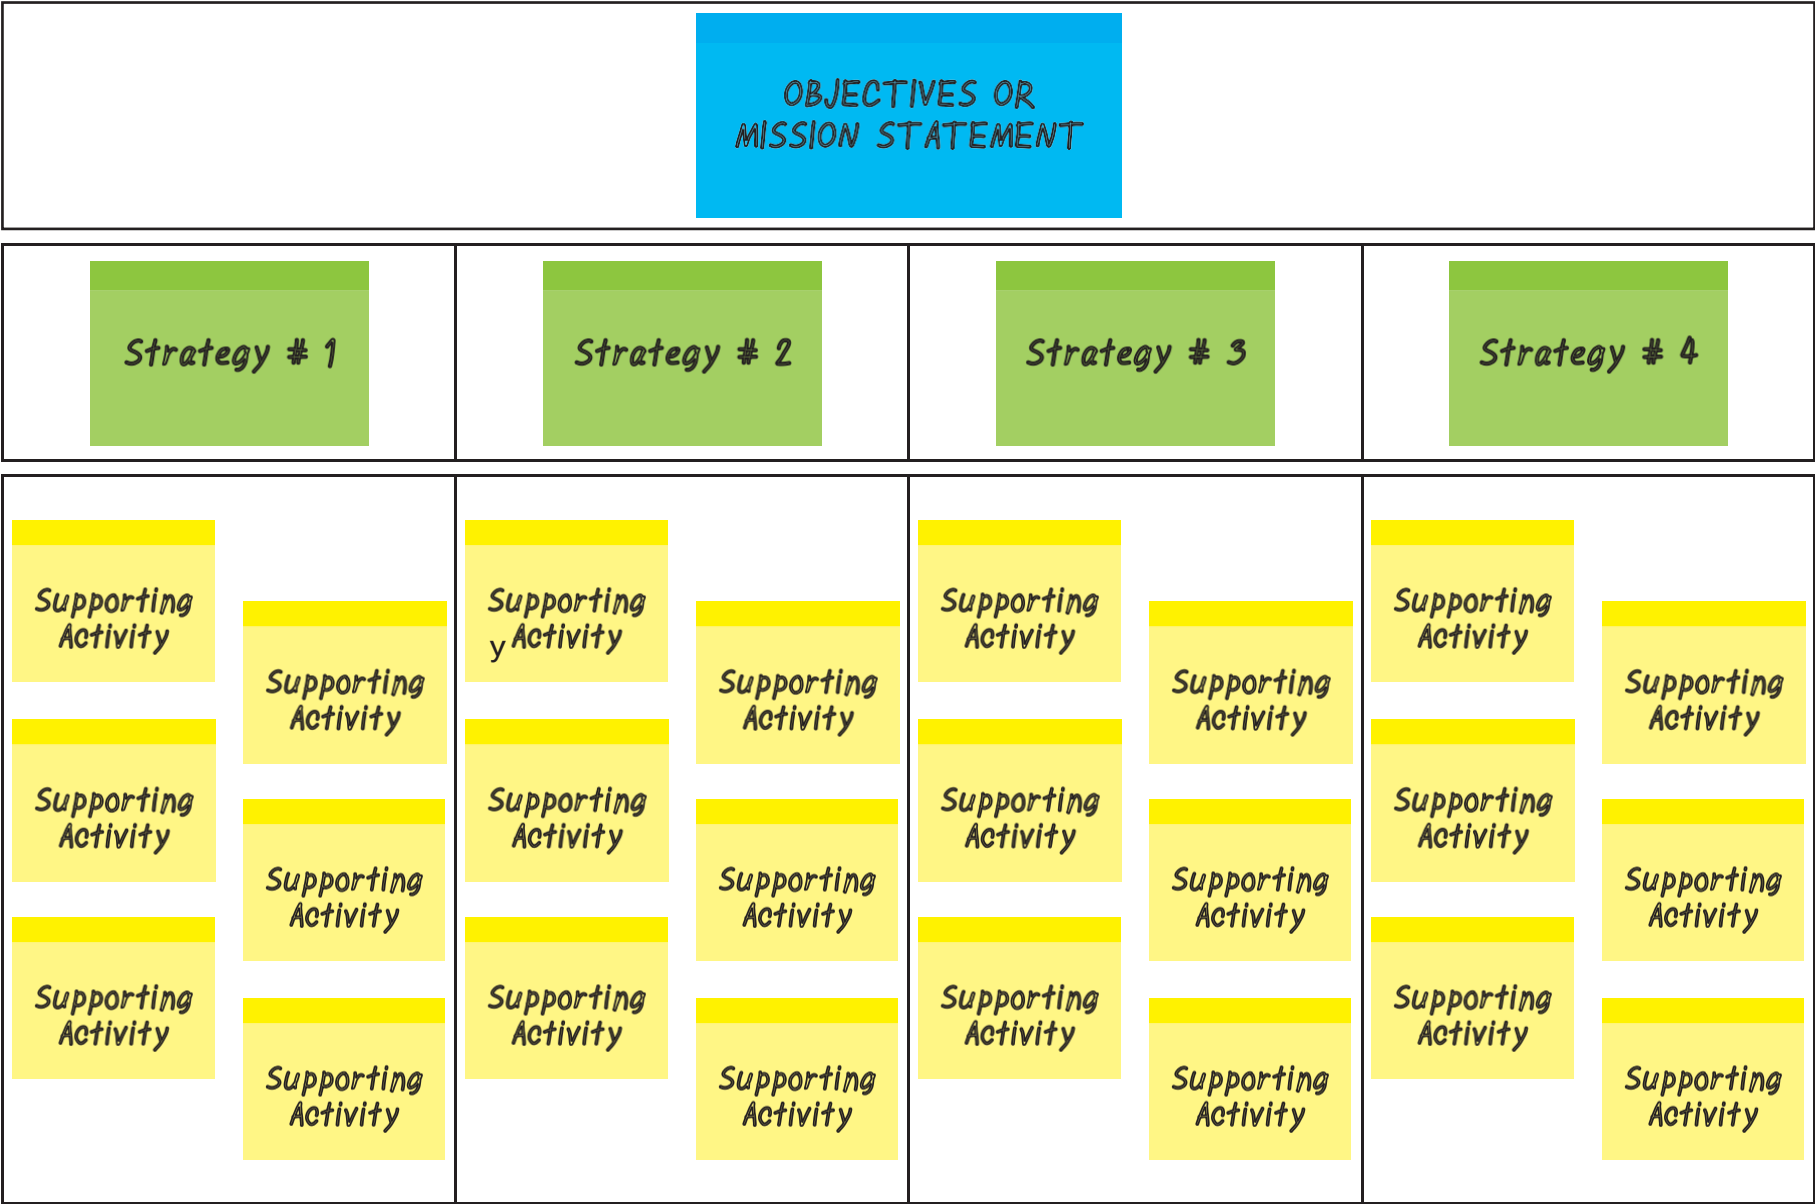 OBJECTIVES OR
MISSION STATEMENT
Strategy # 1
Strategy # 2
Strategy # 3
Strategy # 4
Supporting
Activity
Supporting
Activity
Supporting
Activity
Supporting
Activity
Supporting
Activity
Supporting
Activity
Supporting
y Activity
Supporting
Activity
Supporting
Activity
Supporting
Activity
Supporting
Activity
Supporting
Activity
Supporting
Activity
Supporting
Activity
Supporting
Activity
Supporting
Activity
Supporting
Activity
Supporting
Activity
Supporting
Activity
Supporting
Activity
Supporting
Activity
Supporting
Activity
Supporting
Activity
Supporting
Activity